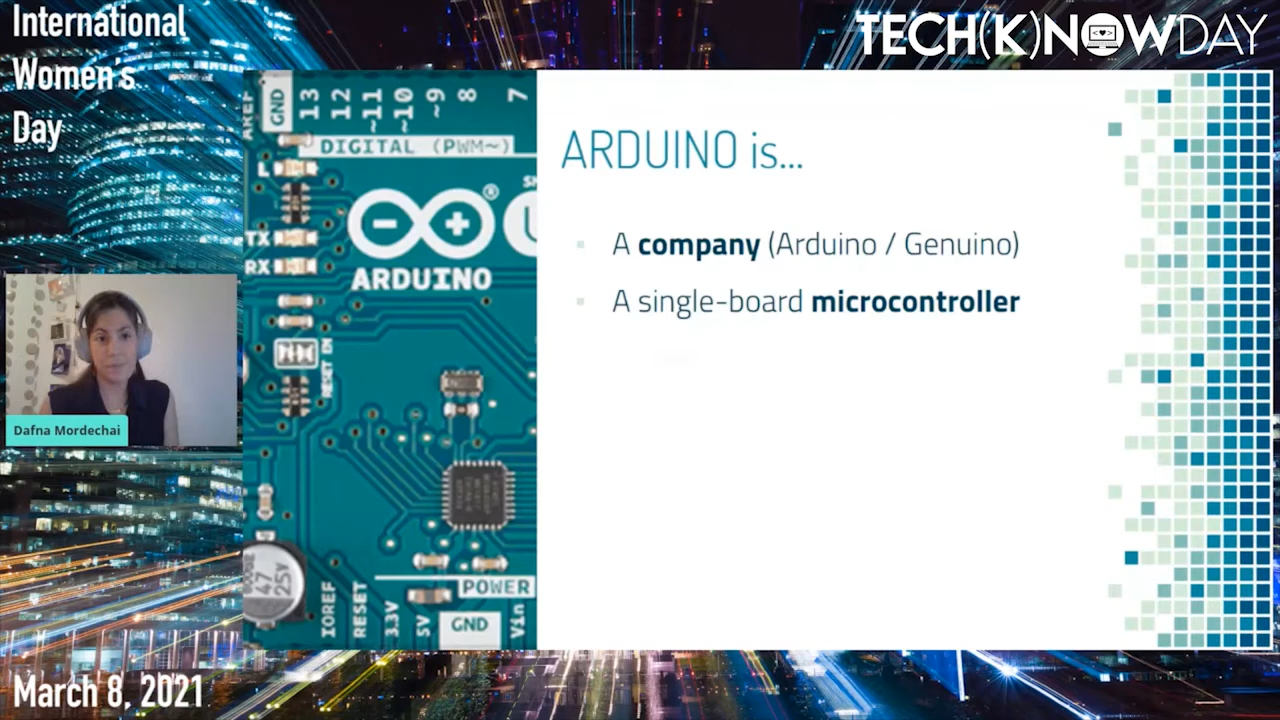 International
Women's
Day
TECH(K)NOWDAY
ARDUINO is...
A company (Arduino / Genuino)
A single-board microcontroller
AREF
GND
13
12
~11
~10
~9
8
7
DIGITAL (PWM~)
L
TX
RX
ARDUINO
RESET EN
47
25V
IOREF
RESET
3.3V
5V
POWER
GND
Vin
Dafna Mordechai
March 8, 2021